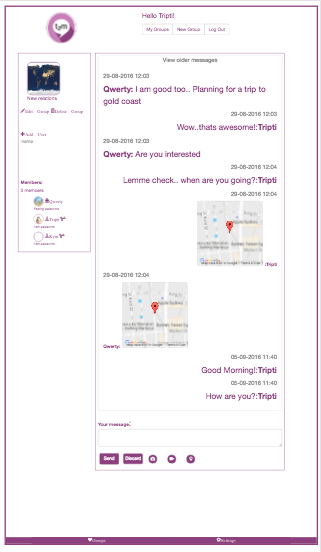 Hello Tripti!
My Groups New Group Log Out
New relations
Edit Group Delete Group
Add User
name
Members:
3 members
Qwerty
Tripti
Kym
View older messages
29-08-2016 12:03
Qwerty: I am good too.. Planning for a trip to
gold coast
29-08-2016 12:03
Wow..thats awesome!:Tripti
29-08-2016 12:03
Qwerty: Are you interested
29-08-2016 12:04
Lemme check.. when are you going?:Tripti
29-08-2016 12:04
:Tripti
29-08-2016 12:04
Qwerty:
05-09-2016 11:40
Good Morning!:Tripti
05-09-2016 11:40
How are you?:Tripti
Your message:*
Send Discard
Groups Settings